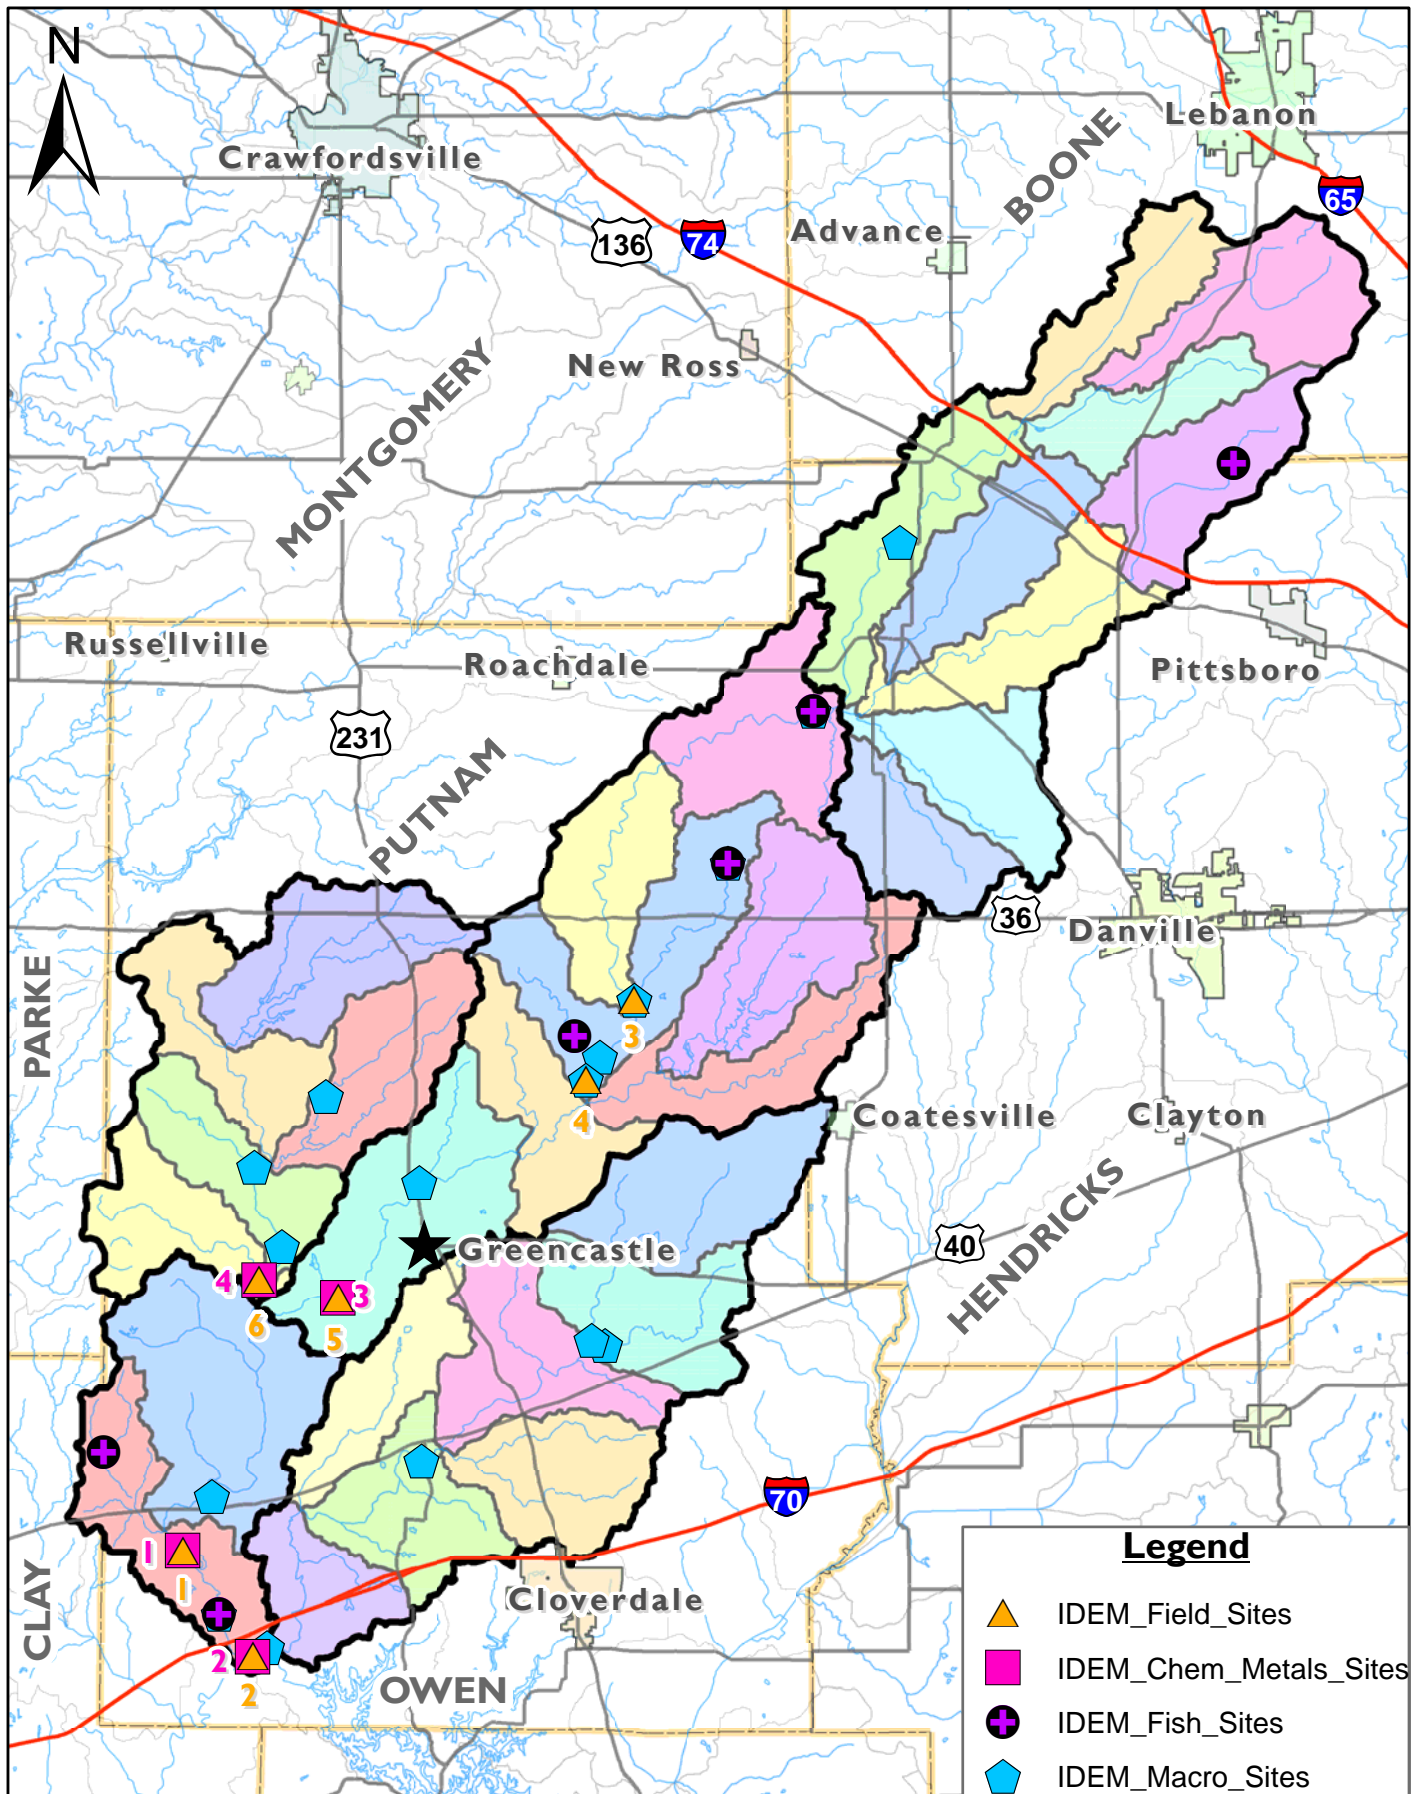 N
Crawfordsville
Lebanon
BOONE
65
136
74
Advance
New Ross
MONTGOMERY
Russellville
Roachdale
Pittsboro
231
PUTNAM
36
Danville
PARKE
3
4
Coatesville
Clayton
HENDRICKS
Greencastle
40
4
3
6
5
70
1
1
CLAY
Cloverdale
2
2
OWEN
Legend
IDEM_Field_Sites
IDEM_Chem_Metals_Sites
IDEM_Fish_Sites
IDEM_Macro_Sites